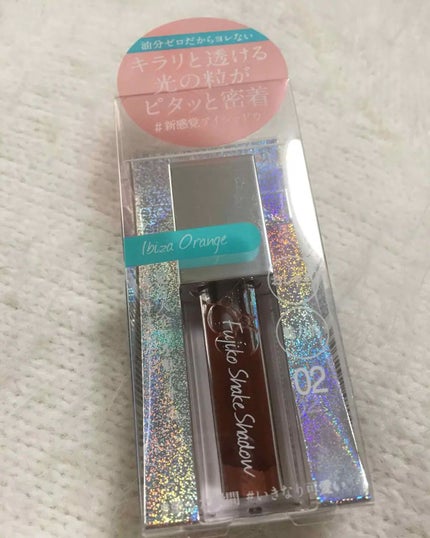 油分ゼロだからヨレない
キラリと透ける
光の粒が
ピタッと密着
#新感覚アイシャドウ
Ibiza Orange
Fujiko Shake Shadow
02
#いきなり可愛い